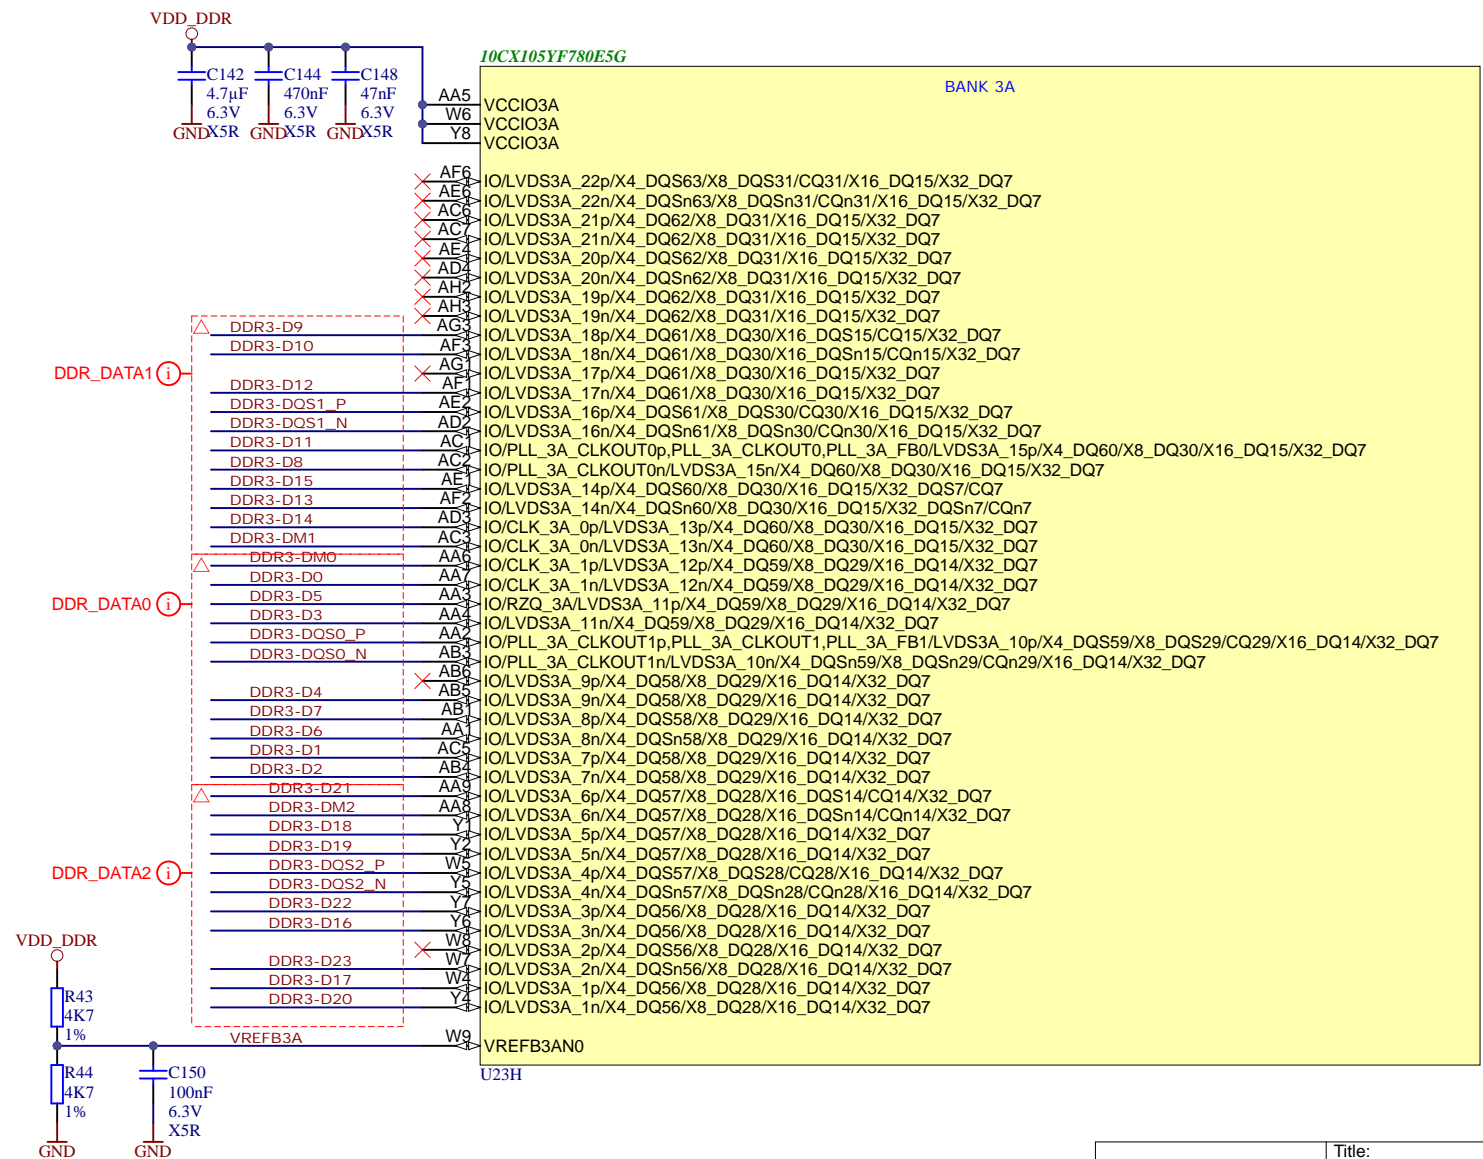 VDD_DDR
C142
4.7µF
6.3V
X5R
GND
C144
470nF
6.3V
X5R
GND
C148
47nF
6.3V
X5R
GND
10CX105YF780E5G
BANK 3A
AA5 VCCIO3A
W6 VCCIO3A
Y8 VCCIO3A
AF6 IO/LVDS3A_22p/X4_DQS63/X8_DQS31/CQ31/X16_DQ15/X32_DQ7
AE6 IO/LVDS3A_22n/X4_DQSn63/X8_DQSn31/CQn31/X16_DQ15/X32_DQ7
AC6 IO/LVDS3A_21p/X4_DQ62/X8_DQ31/X16_DQ15/X32_DQ7
AC7 IO/LVDS3A_21n/X4_DQ62/X8_DQ31/X16_DQ15/X32_DQ7
AE4 IO/LVDS3A_20p/X4_DQS62/X8_DQ31/X16_DQ15/X32_DQ7
AD4 IO/LVDS3A_20n/X4_DQSn62/X8_DQ31/X16_DQ15/X32_DQ7
AH2 IO/LVDS3A_19p/X4_DQ62/X8_DQ31/X16_DQ15/X32_DQ7
AH3 IO/LVDS3A_19n/X4_DQ62/X8_DQ31/X16_DQ15/X32_DQ7
DDR3-D9 AG3 IO/LVDS3A_18p/X4_DQ61/X8_DQ30/X16_DQS15/CQ15/X32_DQ7
DDR3-D10 AF3 IO/LVDS3A_18n/X4_DQ61/X8_DQ30/X16_DQSn15/CQn15/X32_DQ7
DDR_DATA1 i AG1 IO/LVDS3A_17p/X4_DQ61/X8_DQ30/X16_DQ15/X32_DQ7
DDR3-D12 AF1 IO/LVDS3A_17n/X4_DQ61/X8_DQ30/X16_DQ15/X32_DQ7
DDR3-DQS1_P AE2 IO/LVDS3A_16p/X4_DQS61/X8_DQS30/CQ30/X16_DQ15/X32_DQ7
DDR3-DQS1_N AD2 IO/LVDS3A_16n/X4_DQSn61/X8_DQSn30/CQn30/X16_DQ15/X32_DQ7
DDR3-D11 AC1 IO/PLL_3A_CLKOUT0p,PLL_3A_CLKOUT0,PLL_3A_FB0/LVDS3A_15p/X4_DQ60/X8_DQ30/X16_DQ15/X32_DQ7
DDR3-D8 AC2 IO/PLL_3A_CLKOUT0n/LVDS3A_15n/X4_DQ60/X8_DQ30/X16_DQ15/X32_DQ7
DDR3-D15 AE1 IO/LVDS3A_14p/X4_DQS60/X8_DQ30/X16_DQ15/X32_DQS7/CQ7
DDR3-D13 AF2 IO/LVDS3A_14n/X4_DQSn60/X8_DQ30/X16_DQ15/X32_DQSn7/CQn7
DDR3-D14 AD3 IO/CLK_3A_0p/LVDS3A_13p/X4_DQ60/X8_DQ30/X16_DQ15/X32_DQ7
DDR3-DM1 AC3 IO/CLK_3A_0n/LVDS3A_13n/X4_DQ60/X8_DQ30/X16_DQ15/X32_DQ7
DDR3-DM0 AA6 IO/CLK_3A_1p/LVDS3A_12p/X4_DQ59/X8_DQ29/X16_DQ14/X32_DQ7
DDR3-D0 AA7 IO/CLK_3A_1n/LVDS3A_12n/X4_DQ59/X8_DQ29/X16_DQ14/X32_DQ7
DDR_DATA0 i DDR3-D5 AA3 IO/RZQ_3A/LVDS3A_11p/X4_DQ59/X8_DQ29/X16_DQ14/X32_DQ7
DDR3-D3 AA4 IO/LVDS3A_11n/X4_DQ59/X8_DQ29/X16_DQ14/X32_DQ7
DDR3-DQS0_P AA2 IO/PLL_3A_CLKOUT1p,PLL_3A_CLKOUT1,PLL_3A_FB1/LVDS3A_10p/X4_DQS59/X8_DQS29/CQ29/X16_DQ14/X32_DQ7
DDR3-DQS0_N AB3 IO/PLL_3A_CLKOUT1n/LVDS3A_10n/X4_DQSn59/X8_DQSn29/CQn29/X16_DQ14/X32_DQ7
AB6 IO/LVDS3A_9p/X4_DQ58/X8_DQ29/X16_DQ14/X32_DQ7
DDR3-D4 AB5 IO/LVDS3A_9n/X4_DQ58/X8_DQ29/X16_DQ14/X32_DQ7
DDR3-D7 AB1 IO/LVDS3A_8p/X4_DQS58/X8_DQ29/X16_DQ14/X32_DQ7
DDR3-D6 AA1 IO/LVDS3A_8n/X4_DQSn58/X8_DQ29/X16_DQ14/X32_DQ7
DDR3-D1 AC5 IO/LVDS3A_7p/X4_DQ58/X8_DQ29/X16_DQ14/X32_DQ7
DDR3-D2 AB4 IO/LVDS3A_7n/X4_DQ58/X8_DQ29/X16_DQ14/X32_DQ7
DDR3-D21 AA9 IO/LVDS3A_6p/X4_DQ57/X8_DQ28/X16_DQS14/CQ14/X32_DQ7
DDR3-DM2 AA8 IO/LVDS3A_6n/X4_DQ57/X8_DQ28/X16_DQSn14/CQn14/X32_DQ7
DDR3-D18 Y1 IO/LVDS3A_5p/X4_DQ57/X8_DQ28/X16_DQ14/X32_DQ7
DDR3-D19 Y2 IO/LVDS3A_5n/X4_DQ57/X8_DQ28/X16_DQ14/X32_DQ7
DDR_DATA2 i DDR3-DQS2_P W5 IO/LVDS3A_4p/X4_DQS57/X8_DQS28/CQ28/X16_DQ14/X32_DQ7
DDR3-DQS2_N Y5 IO/LVDS3A_4n/X4_DQSn57/X8_DQSn28/CQn28/X16_DQ14/X32_DQ7
DDR3-D22 Y7 IO/LVDS3A_3p/X4_DQ56/X8_DQ28/X16_DQ14/X32_DQ7
DDR3-D16 Y6 IO/LVDS3A_3n/X4_DQ56/X8_DQ28/X16_DQ14/X32_DQ7
W8 IO/LVDS3A_2p/X4_DQS56/X8_DQ28/X16_DQ14/X32_DQ7
DDR3-D23 W7 IO/LVDS3A_2n/X4_DQSn56/X8_DQ28/X16_DQ14/X32_DQ7
DDR3-D17 W4 IO/LVDS3A_1p/X4_DQ56/X8_DQ28/X16_DQ14/X32_DQ7
DDR3-D20 Y4 IO/LVDS3A_1n/X4_DQ56/X8_DQ28/X16_DQ14/X32_DQ7
VREFB3A W9 VREFB3AN0
U23H
VDD_DDR
R43
4K7
1%
R44
4K7
1%
GND
C150
100nF
6.3V
X5R
GND
Title: